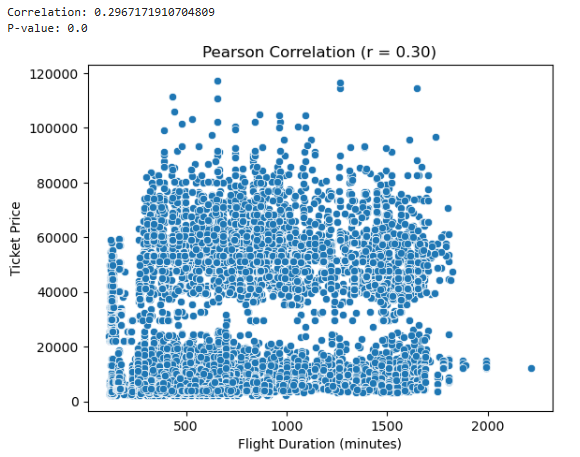 Correlation: 0.2967171910704809
P-value: 0.0
Pearson Correlation (r = 0.30)
120000
100000
80000
60000
40000
20000
0
Ticket Price
500
1000
1500
2000
Flight Duration (minutes)